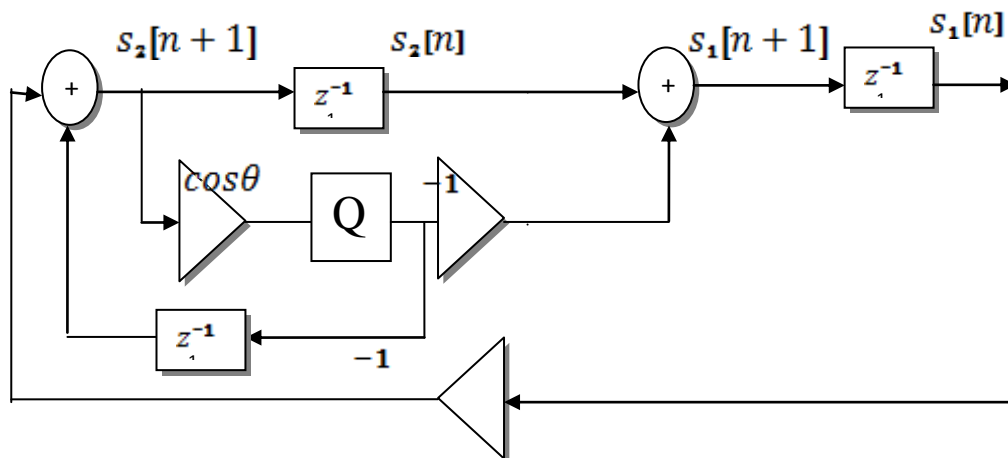 s₂[n + 1]
s₂[n]
s₁[n + 1]
s₁[n]
+
z⁻¹
+
z⁻¹
cosθ
Q
−1
z⁻¹
−1